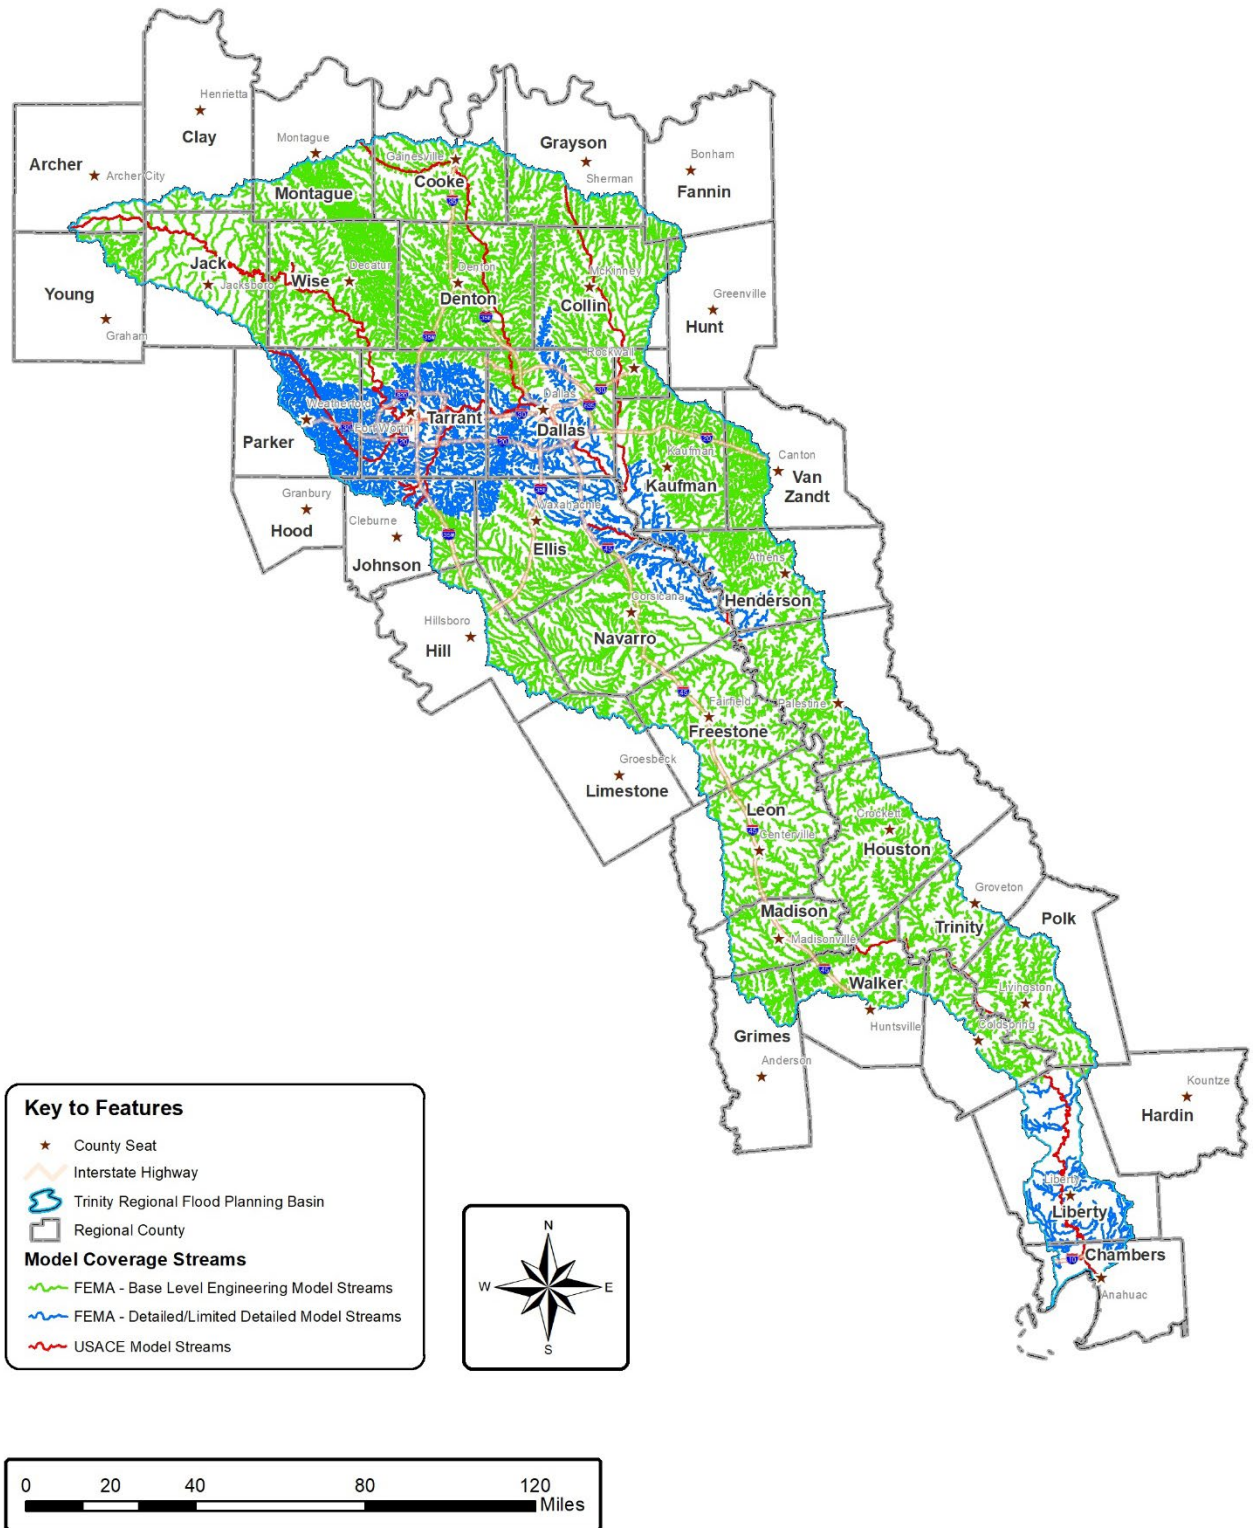 Henrietta
Clay
Montague
Gainesville
Grayson
Sherman
Bonham
Fannin
Archer
Archer City
Cooke
Montague
Jack
Jacksboro
Wise
Decatur
Denton
Denton
McKinney
Collin
Greenville
Hunt
Young
Graham
Rockwall
Weatherford
Parker
Fort Worth
Tarrant
Dallas
Dallas
Kaufman
Kaufman
Canton
Van
Zandt
Granbury
Hood
Cleburne
Johnson
Waxahachie
Ellis
Athens
Henderson
Corsicana
Navarro
Hillsboro
Hill
Palestine
Fairfield
Freestone
Groesbeck
Limestone
Leon
Centerville
Crockett
Houston
Groveton
Madison
Madisonville
Trinity
Polk
Walker
Huntsville
Livingston
Coldspring
Grimes
Anderson
Kountze
Hardin
Liberty
Liberty
Chambers
Anahuac
Key to Features
County Seat
Interstate Highway
Trinity Regional Flood Planning Basin
Regional County
Model Coverage Streams
FEMA - Base Level Engineering Model Streams
FEMA - Detailed/Limited Detailed Model Streams
USACE Model Streams
N
W E
S
0 20 40 80 120
Miles